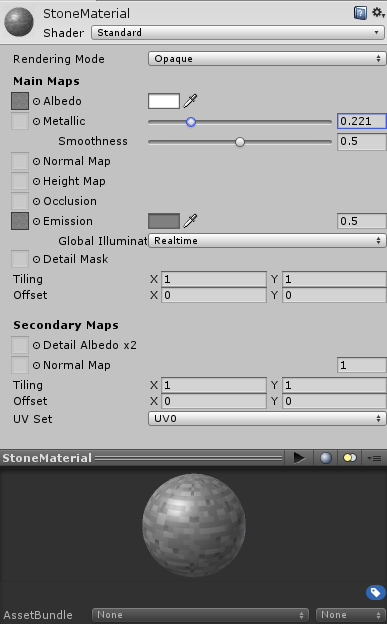 StoneMaterial
Shader Standard
Rendering Mode Opaque
Main Maps
Albedo
Metallic 0.221
Smoothness 0.5
Normal Map
Height Map
Occlusion
Emission 0.5
Global Illuminat Realtime
Detail Mask
Tiling X 1 Y 1
Offset X 0 Y 0
Secondary Maps
Detail Albedo x2
Normal Map 1
Tiling X 1 Y 1
Offset X 0 Y 0
UV Set UV0
StoneMaterial
AssetBundle None None